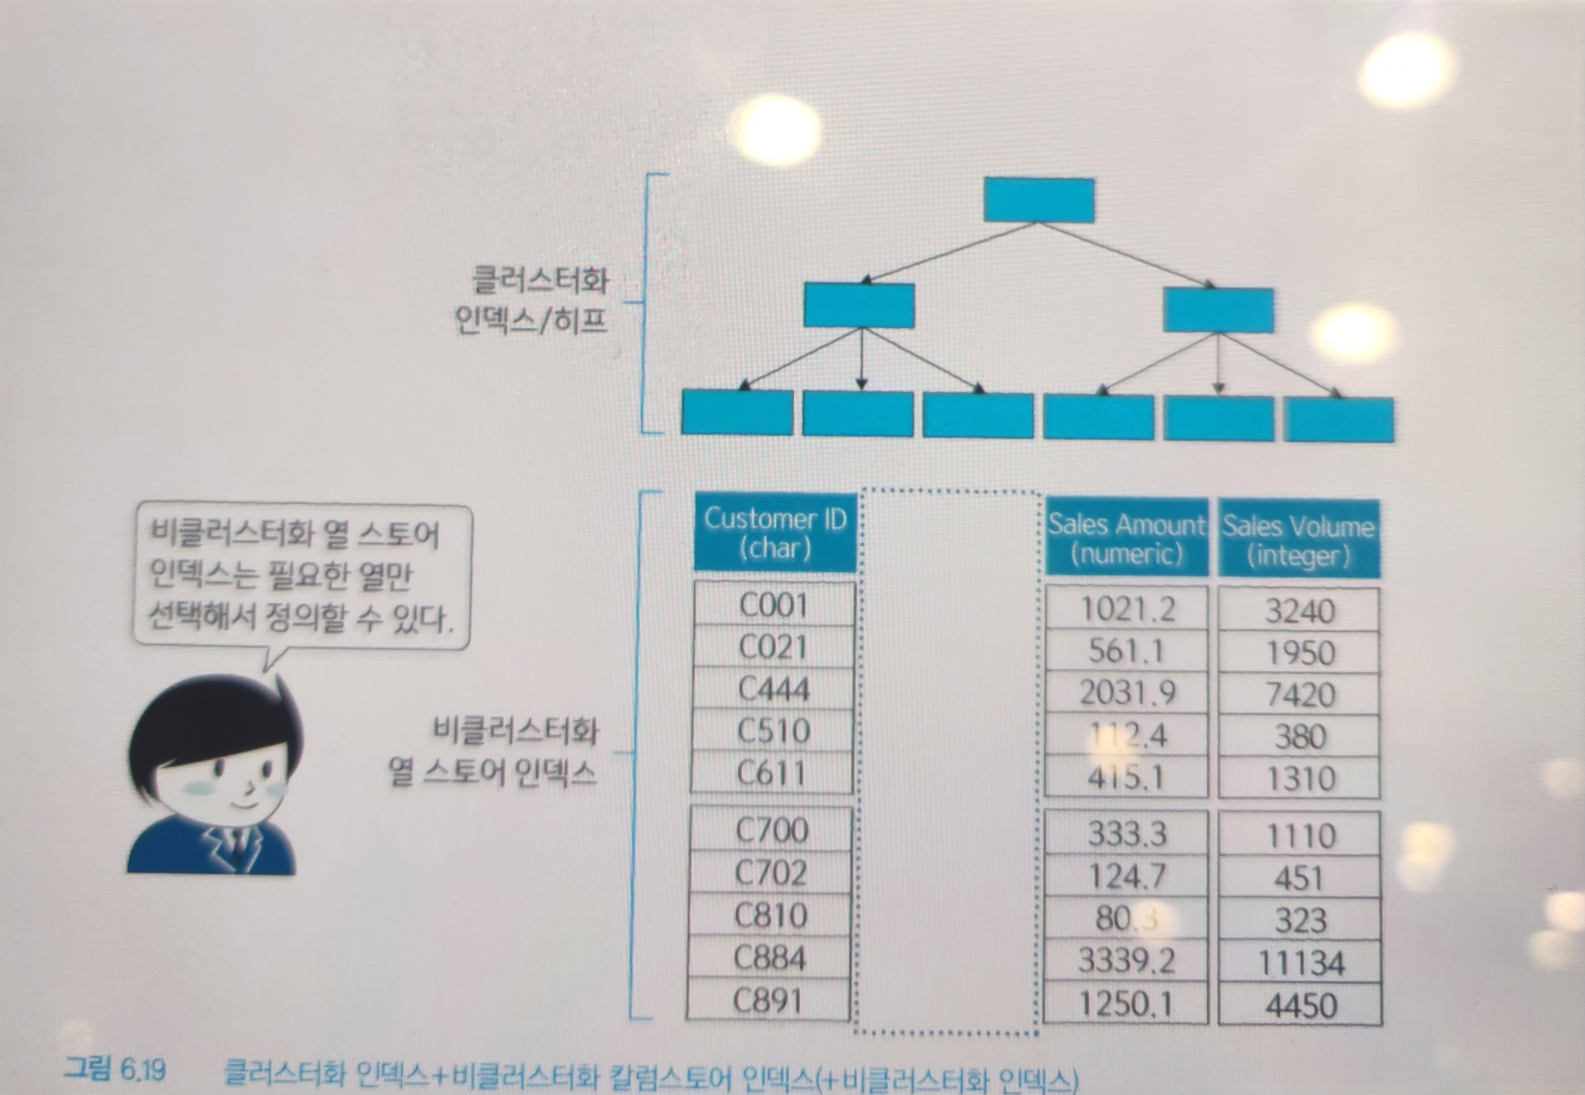 클러스터화
인덱스/히프
비클러스터화 열 스토어
인덱스는 필요한 열만
선택해서 정의할 수 있다.
비클러스터화
열 스토어 인덱스
Customer ID
(char)
Sales Amount
(numeric)
Sales Volume
(integer)
C001 1021.2 3240
C021 561.1 1950
C444 2031.9 7420
C510 112.4 380
C611 415.1 1310
C700 333.3 1110
C702 124.7 451
C810 80.3 323
C884 3339.2 11134
C891 1250.1 4450
그림 6.19 클러스터화 인덱스+비클러스터화 칼럼스토어 인덱스(+비클러스터화 인덱스)